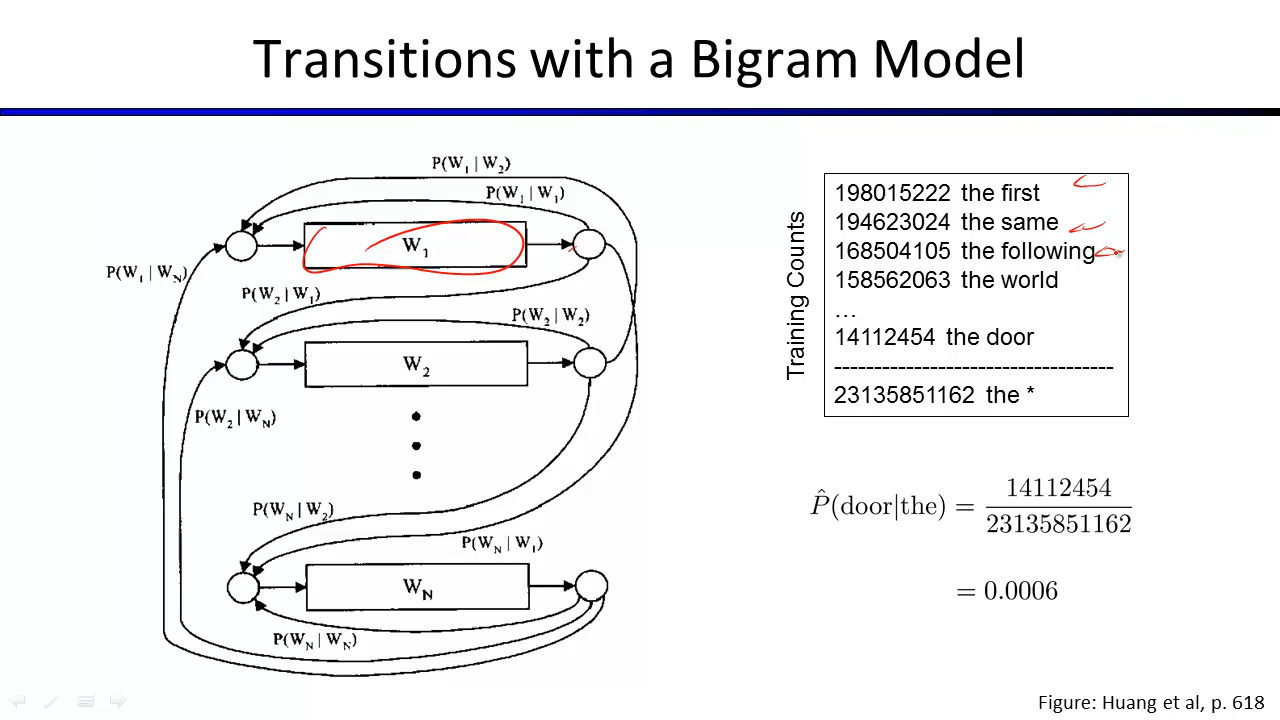 Transitions with a Bigram Model
P(W1 | W2)
P(W1 | W1)
W1
P(W1 | WN)
P(W2 | W1)
P(W2 | W2)
W2
P(W2 | WN)
P(WN | W2)
P(WN | W1)
WN
P(WN | WN)
Training Counts
198015222 the first
194623024 the same
168504105 the following
158562063 the world
…
14112454 the door
-----------------------------------
23135851162 the *
P̂(door|the) = 14112454 / 23135851162
= 0.0006
Figure: Huang et al, p. 618